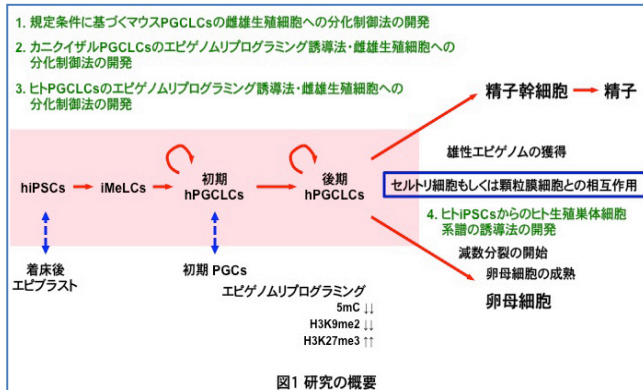 1. 規定条件に基づくマウスPGCLCsの雌雄生殖細胞への分化制御法の開発
2. カニクイザルPGCLCsのエピゲノムリプログラミング誘導法・雌雄生殖細胞への
分化制御法の開発
3. ヒトPGCLCsのエピゲノムリプログラミング誘導法・雌雄生殖細胞への
分化制御法の開発
精子幹細胞 → 精子
雄性エピゲノムの獲得
hiPSCs
iMeLCs
初期
hPGCLCs
後期
hPGCLCs
セルトリ細胞もしくは顆粒膜細胞との相互作用
4. ヒトiPSCsからのヒト生殖巣体細胞
系譜の誘導法の開発
減数分裂の開始
卵母細胞の成熟
卵母細胞
着床後
エピブラスト
初期 PGCs
エピゲノムリプログラミング
5mC ↓↓
H3K9me2 ↓↓
H3K27me3 ↑↑
図1 研究の概要